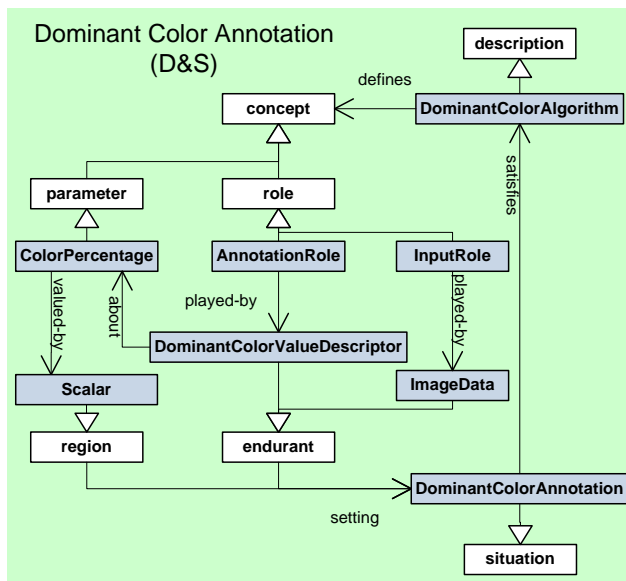 Dominant Color Annotation
(D&S)
description
defines
concept
DominantColorAlgorithm
satisfies
parameter
role
ColorPercentage
AnnotationRole
InputRole
valued-by
about
played-by
played-by
DominantColorValueDescriptor
Scalar
ImageData
region
endurant
DominantColorAnnotation
setting
situation